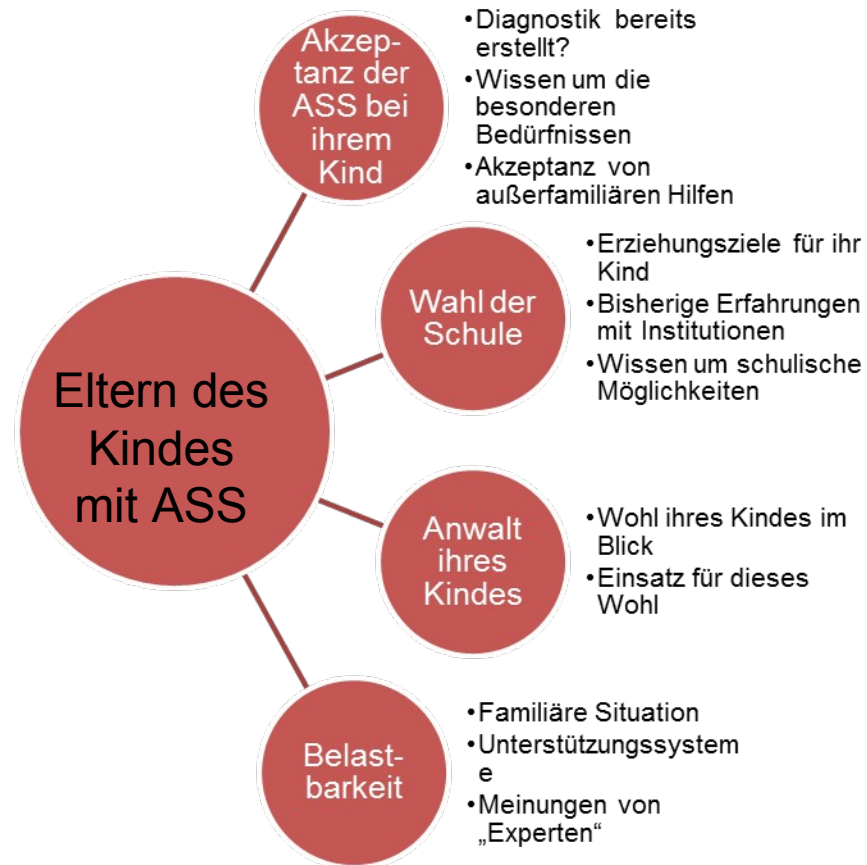 Eltern des
Kindes
mit ASS
Akzep-
tanz der
ASS bei
ihrem
Kind
•Diagnostik bereits
erstellt?
•Wissen um die
besonderen
Bedürfnissen
•Akzeptanz von
außerfamiliären Hilfen
Wahl der
Schule
•Erziehungsziele für ihr
Kind
•Bisherige Erfahrungen
mit Institutionen
•Wissen um schulische
Möglichkeiten
Anwalt
ihres
Kindes
•Wohl ihres Kindes im
Blick
•Einsatz für dieses
Wohl
Belast-
barkeit
•Familiäre Situation
•Unterstützungssystem
e
•Meinungen von
„Experten“